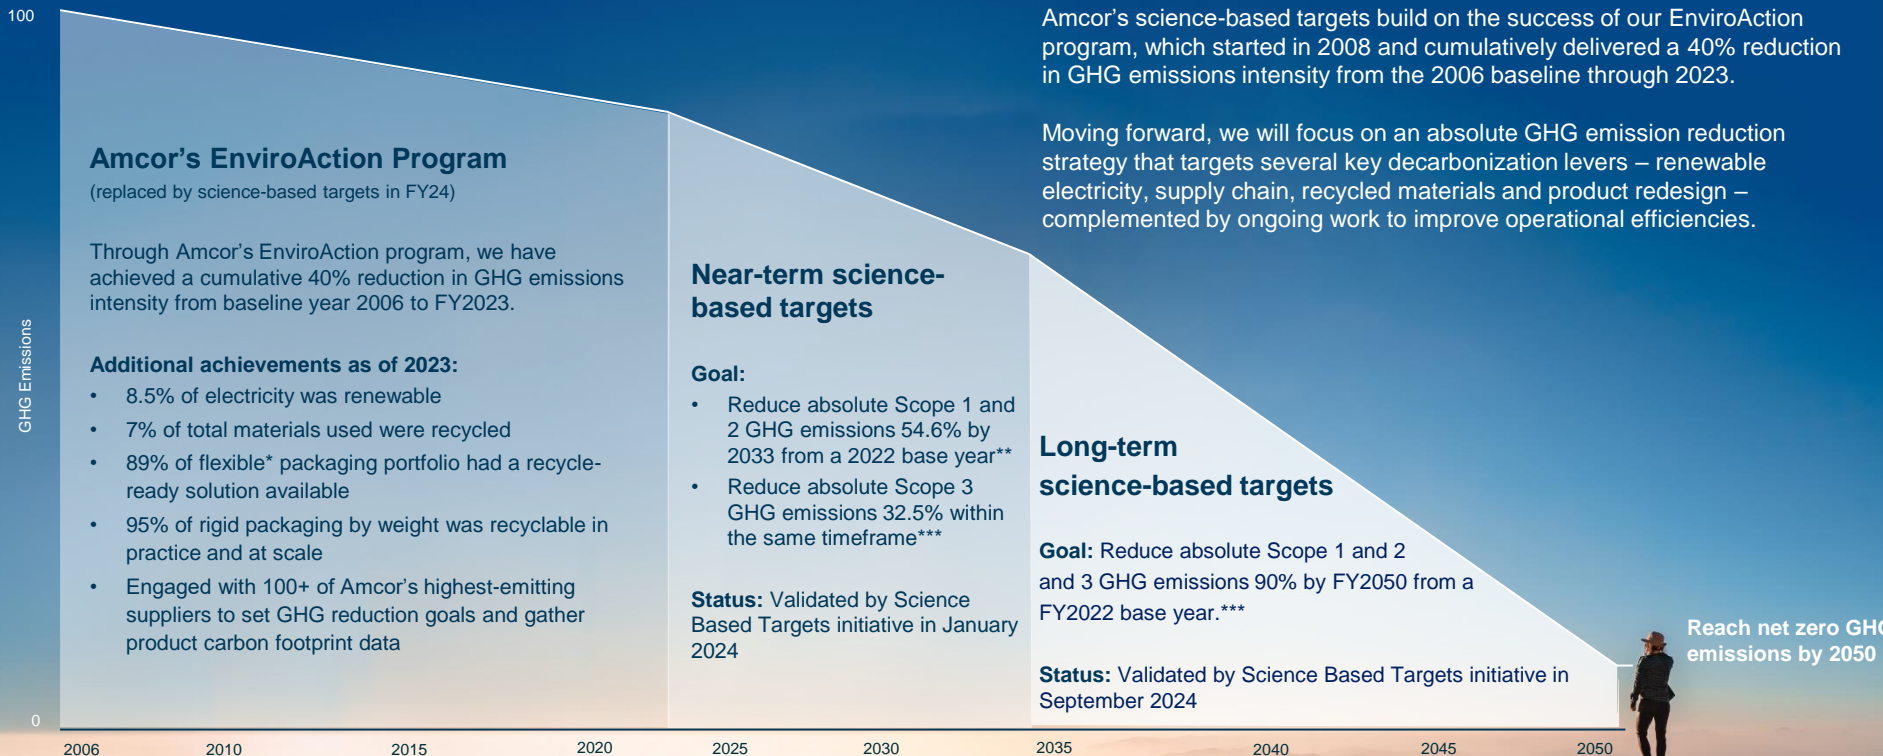 100
Amcor’s science-based targets build on the success of our EnviroAction
program, which started in 2008 and cumulatively delivered a 40% reduction
in GHG emissions intensity from the 2006 baseline through 2023.
Moving forward, we will focus on an absolute GHG emission reduction
strategy that targets several key decarbonization levers – renewable
electricity, supply chain, recycled materials and product redesign –
complemented by ongoing work to improve operational efficiencies.
GHG Emissions
Amcor’s EnviroAction Program
(replaced by science-based targets in FY24)
Through Amcor’s EnviroAction program, we have
achieved a cumulative 40% reduction in GHG emissions
intensity from baseline year 2006 to FY2023.
Additional achievements as of 2023:
• 8.5% of electricity was renewable
• 7% of total materials used were recycled
• 89% of flexible* packaging portfolio had a recycle-
ready solution available
• 95% of rigid packaging by weight was recyclable in
practice and at scale
• Engaged with 100+ of Amcor’s highest-emitting
suppliers to set GHG reduction goals and gather
product carbon footprint data
Near-term science-
based targets
Goal:
• Reduce absolute Scope 1 and
2 GHG emissions 54.6% by
2033 from a 2022 base year**
• Reduce absolute Scope 3
GHG emissions 32.5% within
the same timeframe***
Status: Validated by Science
Based Targets initiative in January
2024
Long-term
science-based targets
Goal: Reduce absolute Scope 1 and 2
and 3 GHG emissions 90% by FY2050 from a
FY2022 base year.***
Status: Validated by Science Based Targets initiative in
September 2024
Reach net zero GHG
emissions by 2050
0
2006 2010 2015 2020 2025 2030 2035 2040 2045 2050